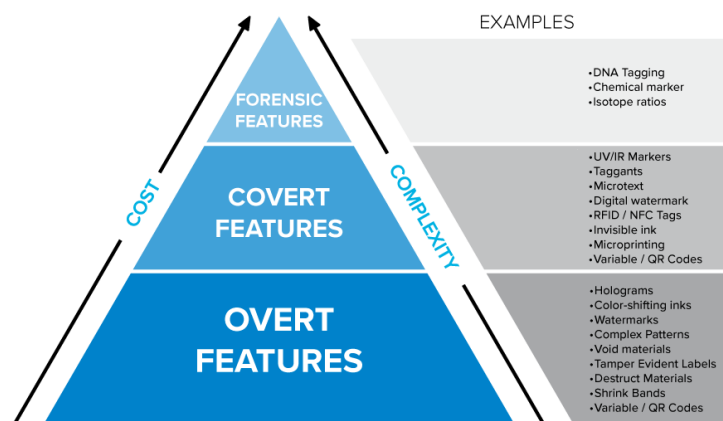 EXAMPLES
FORENSIC
FEATURES
•DNA Tagging
•Chemical marker
•Isotope ratios
COST
COMPLEXITY
COVERT
FEATURES
•UV/IR Markers
•Taggants
•Microtext
•Digital watermark
•RFID / NFC Tags
•Invisible ink
•Microprinting
•Variable / QR Codes
OVERT
FEATURES
•Holograms
•Color-shifting inks
•Watermarks
•Complex Patterns
•Void materials
•Tamper Evident Labels
•Destruct Materials
•Shrink Bands
•Variable / QR Codes